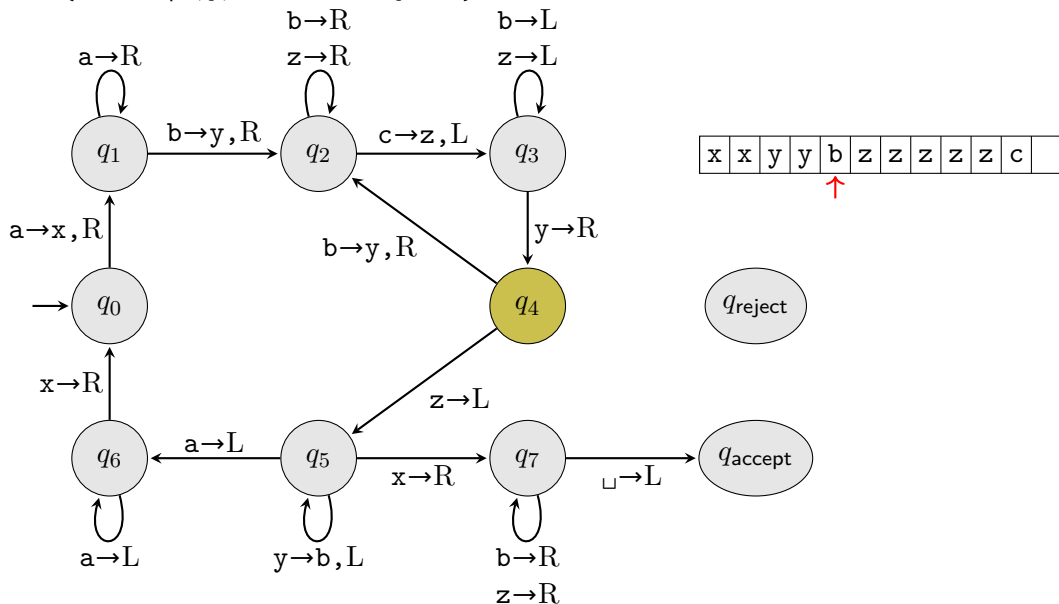 b→R
b→L
a→R
z→R
z→L
q1
b→y,R
q2
c→z,L
q3
x x y y b z z z z z c
↑
a→x,R
b→y,R
y→R
q0
q4
qreject
x→R
z→L
q6
a→L
q5
x→R
q7
␣→L
qaccept
a→L
y→b,L
b→R
z→R